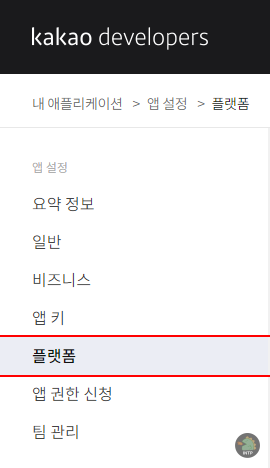 kakao developers
내 애플리케이션 > 앱 설정 > 플랫폼
앱 설정
요약 정보
일반
비즈니스
앱 키
플랫폼
앱 권한 신청
팀 관리
MTP